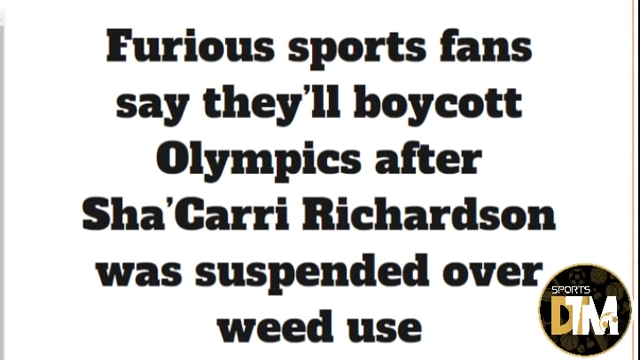 Furious sports fans
say they’ll boycott
Olympics after
Sha’Carri Richardson
was suspended over
weed use
SPORTS
DTM